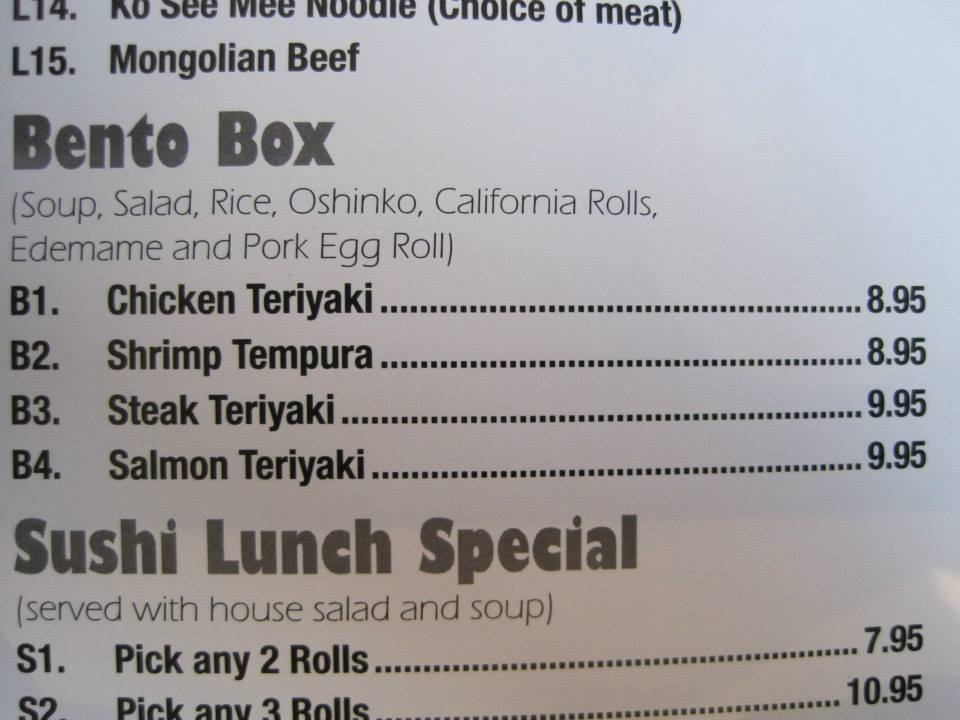 L14. Ko See Mee Noodle (Choice of meat)
L15. Mongolian Beef
Bento Box
(Soup, Salad, Rice, Oshinko, California Rolls,
Edemame and Pork Egg Roll)
B1. Chicken Teriyaki 8.95
B2. Shrimp Tempura 8.95
B3. Steak Teriyaki 9.95
B4. Salmon Teriyaki 9.95
Sushi Lunch Special
(served with house salad and soup)
S1. Pick any 2 Rolls 7.95
S2. Pick any 3 Rolls 10.95